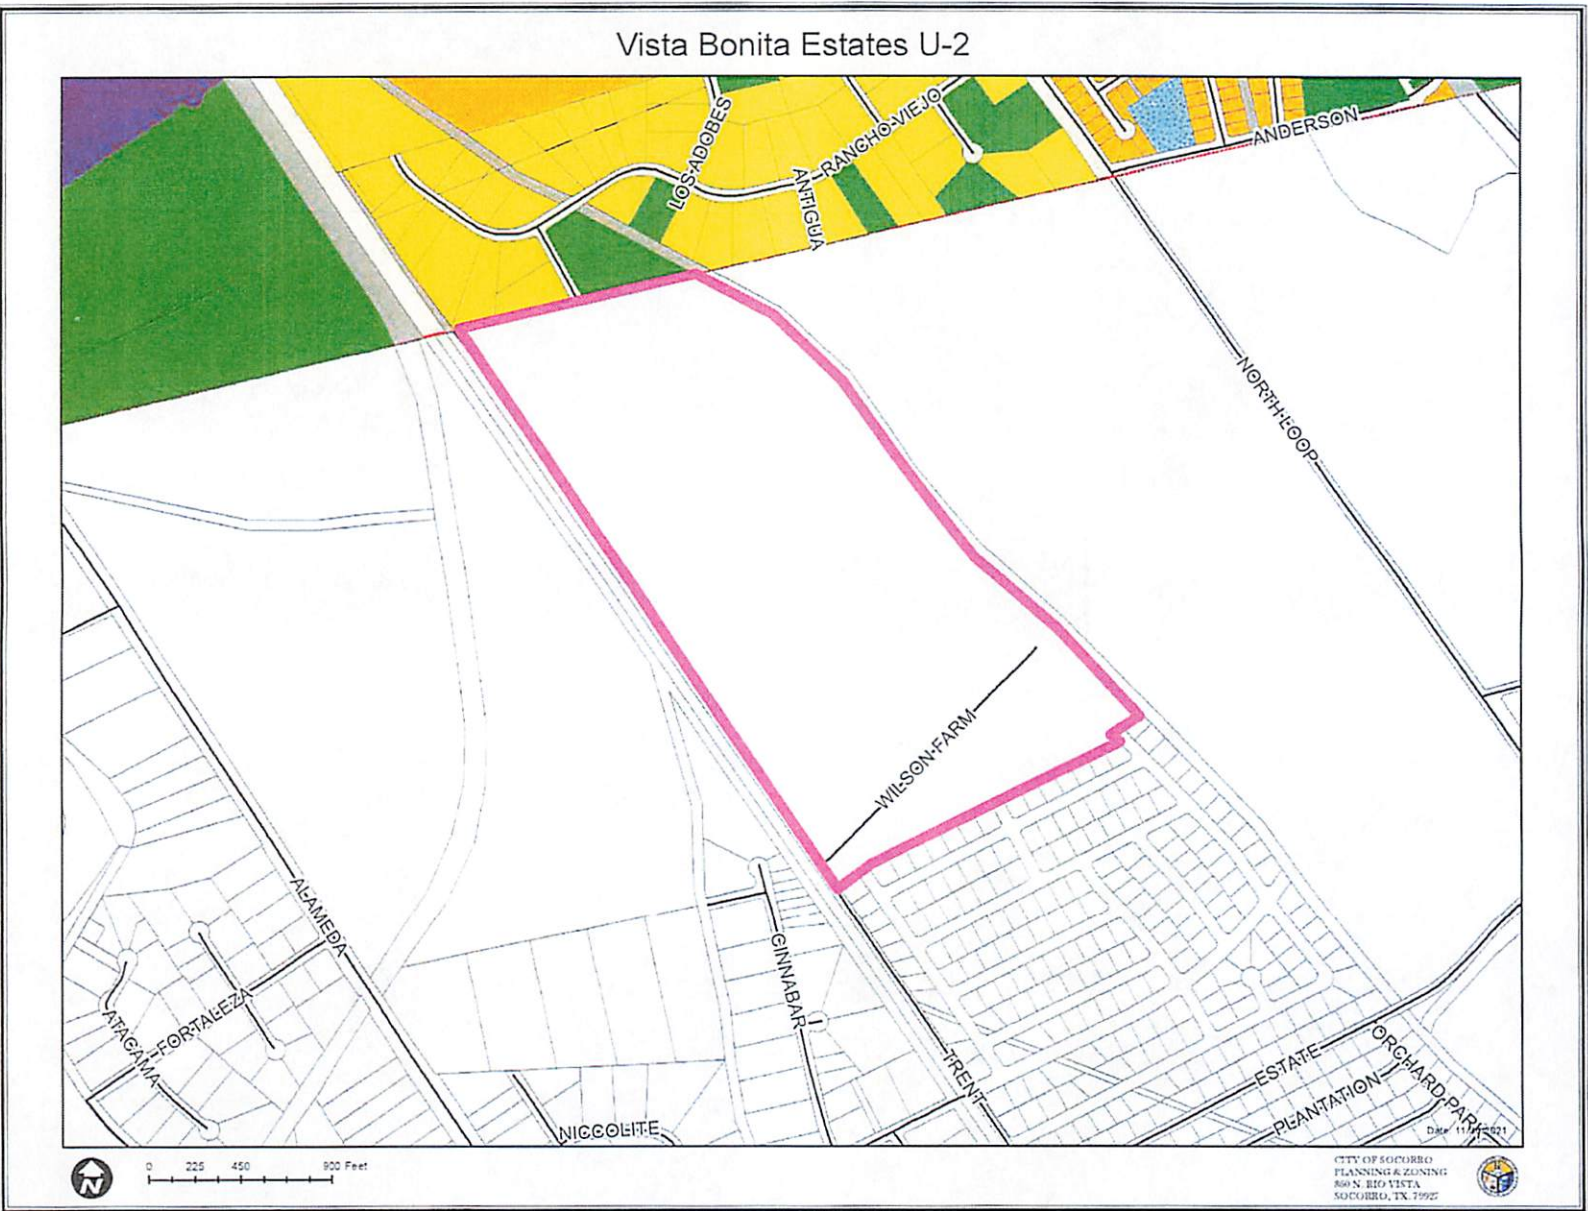 Vista Bonita Estates U-2
LOS ADOBES
RANCHO VIEJO
ANTIGUA
ANDERSON
NORTH LOOP
WILSON FARM
ALAMEDA
CINNABAR
FORTALEZA
ATACAMA
TRENT
ESTATE
ORCHARD PARK
PLANTATION
NICCOLITE
Date:
N
0 225 450 900 Feet
CITY OF SOCORRO
PLANNING & ZONING
860 N. RIO VISTA
SOCORRO, TX. 79927